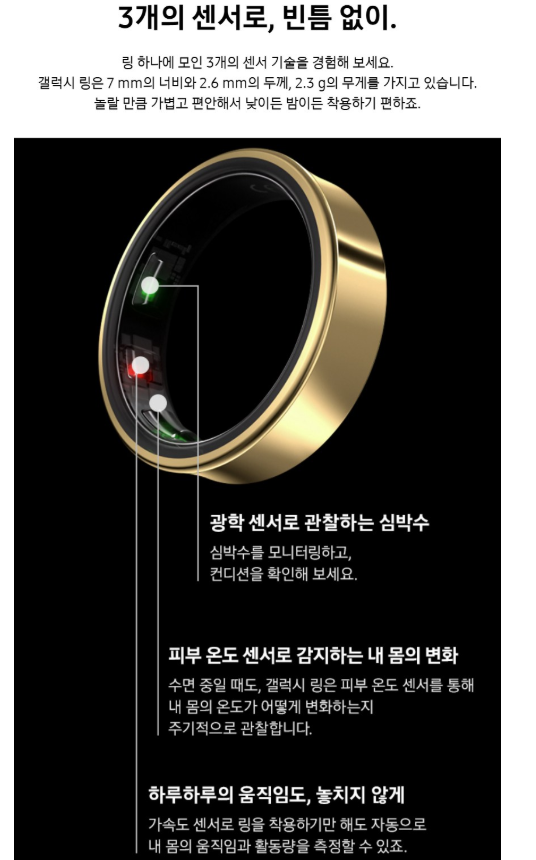 3개의 센서로, 빈틈 없이.
링 하나에 모인 3개의 센서 기술을 경험해 보세요.
갤럭시 링은 7 mm의 너비와 2.6 mm의 두께, 2.3 g의 무게를 가지고 있습니다.
놀랄 만큼 가볍고 편안해서 낮이든 밤이든 착용하기 편하죠.
광학 센서로 관찰하는 심박수
심박수를 모니터링하고,
컨디션을 확인해 보세요.
피부 온도 센서로 감지하는 내 몸의 변화
수면 중일 때도, 갤럭시 링은 피부 온도 센서를 통해
내 몸의 온도가 어떻게 변화하는지
주기적으로 관찰합니다.
하루하루의 움직임도, 놓치지 않게
가속도 센서로 링을 착용하기만 해도 자동으로
내 몸의 움직임과 활동량을 측정할 수 있죠.